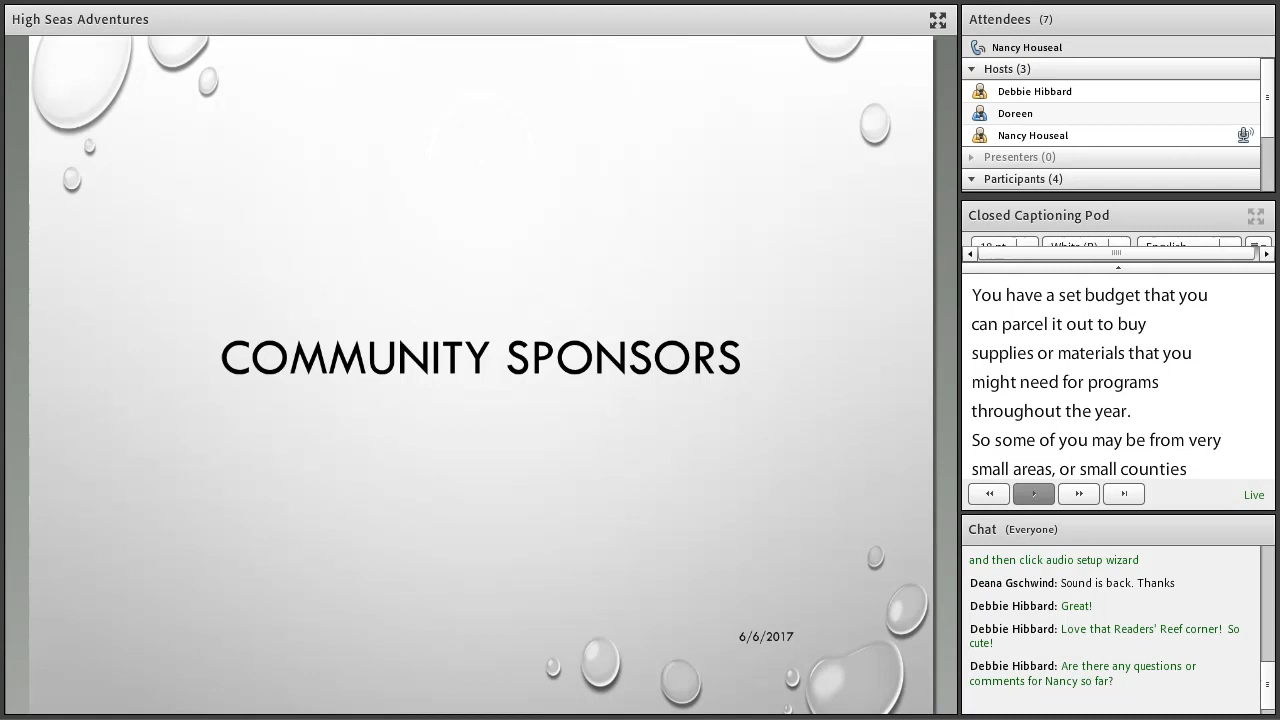 High Seas Adventures
COMMUNITY SPONSORS
6/6/2017
Attendees (7)
Nancy Houseal
Hosts (3)
Debbie Hibbard
Doreen
Nancy Houseal
Presenters (0)
Participants (4)
Closed Captioning Pod
You have a set budget that you
can parcel it out to buy
supplies or materials that you
might need for programs
throughout the year.
So some of you may be from very
small areas, or small counties
Live
Chat (Everyone)
and then click audio setup wizard
Deana Gschwind: Sound is back. Thanks
Debbie Hibbard: Great!
Debbie Hibbard: Love that Readers' Reef corner! So
cute!
Debbie Hibbard: Are there any questions or
comments for Nancy so far?